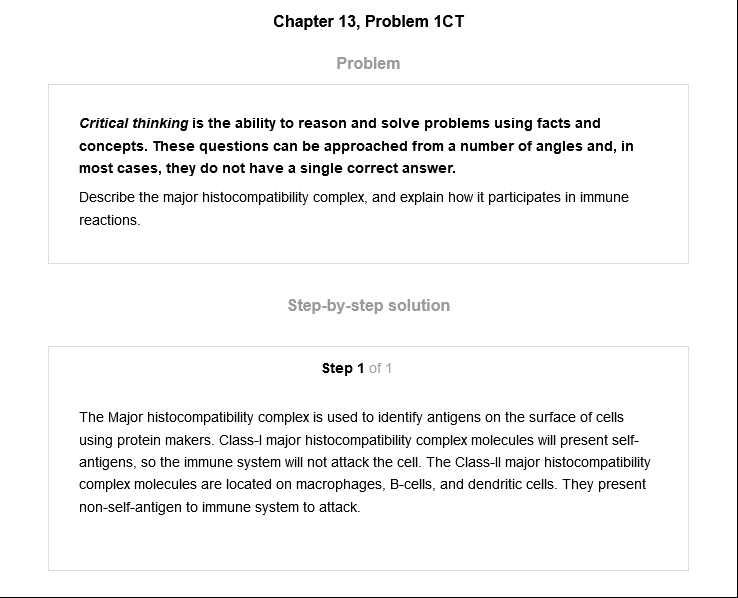 Chapter 13, Problem 1CT
Problem
Critical thinking is the ability to reason and solve problems using facts and
concepts. These questions can be approached from a number of angles and, in
most cases, they do not have a single correct answer.
Describe the major histocompatibility complex, and explain how it participates in immune
reactions.
Step-by-step solution
Step 1 of 1
The Major histocompatibility complex is used to identify antigens on the surface of cells
using protein makers. Class-I major histocompatibility complex molecules will present self-
antigens, so the immune system will not attack the cell. The Class-II major histocompatibility
complex molecules are located on macrophages, B-cells, and dendritic cells. They present
non-self-antigen to immune system to attack.